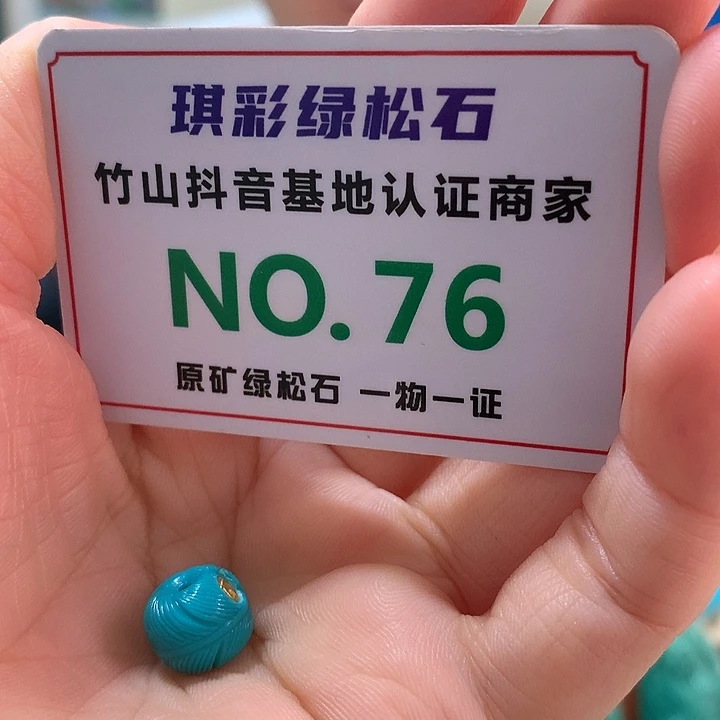 琪彩绿松石
竹山抖音基地认证商家
NO. 76
原矿绿松石 一物一证